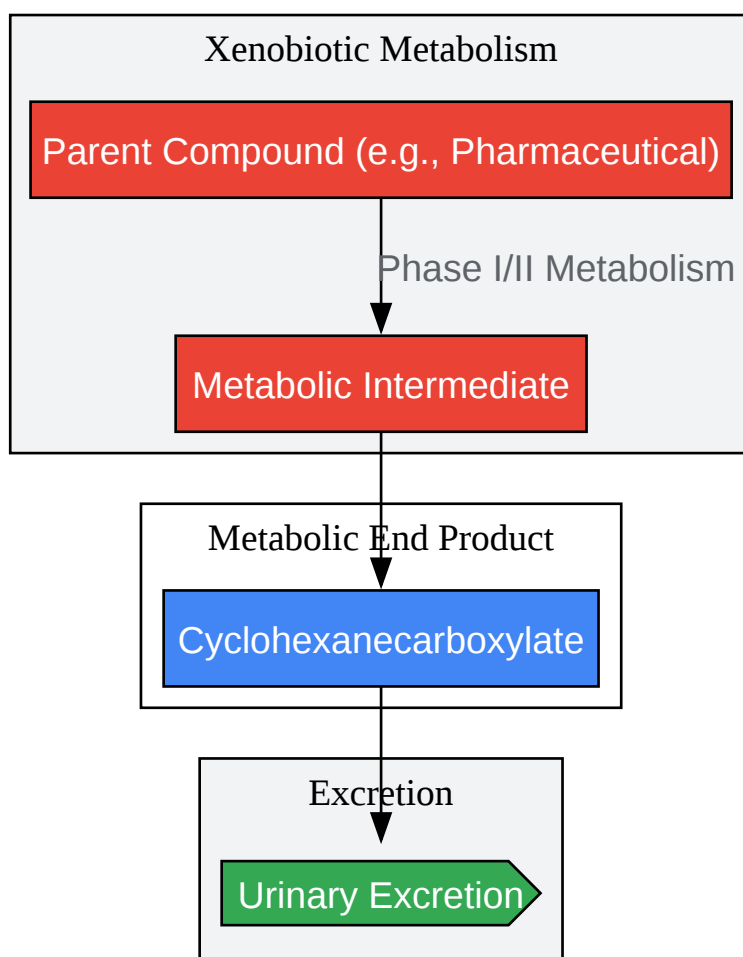 Xenobiotic Metabolism
Parent Compound (e.g., Pharmaceutical)
Phase I/II Metabolism
Metabolic Intermediate
Metabolic End Product
Cyclohexanecarboxylate
Excretion
Urinary Excretion